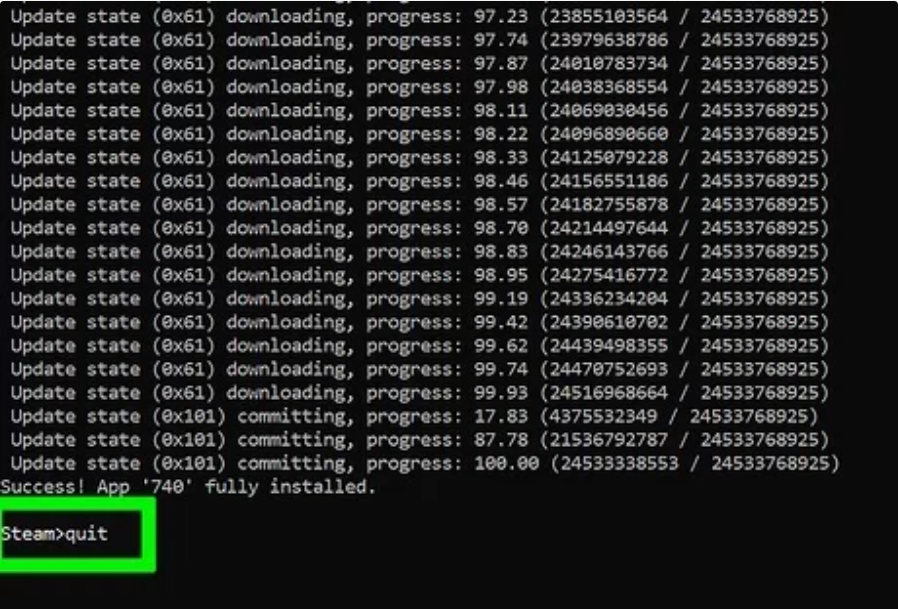 Update state (0x61) downloading, progress: 97.23 (23855103564 / 24533768925)
Update state (0x61) downloading, progress: 97.74 (23979638786 / 24533768925)
Update state (0x61) downloading, progress: 97.87 (24010783734 / 24533768925)
Update state (0x61) downloading, progress: 97.98 (24038368554 / 24533768925)
Update state (0x61) downloading, progress: 98.11 (24069030456 / 24533768925)
Update state (0x61) downloading, progress: 98.22 (24096890660 / 24533768925)
Update state (0x61) downloading, progress: 98.33 (24125079228 / 24533768925)
Update state (0x61) downloading, progress: 98.46 (24156551186 / 24533768925)
Update state (0x61) downloading, progress: 98.57 (24182755878 / 24533768925)
Update state (0x61) downloading, progress: 98.70 (24214497644 / 24533768925)
Update state (0x61) downloading, progress: 98.83 (24246143766 / 24533768925)
Update state (0x61) downloading, progress: 98.95 (24275416772 / 24533768925)
Update state (0x61) downloading, progress: 99.19 (24336234204 / 24533768925)
Update state (0x61) downloading, progress: 99.42 (24390610702 / 24533768925)
Update state (0x61) downloading, progress: 99.62 (24439498355 / 24533768925)
Update state (0x61) downloading, progress: 99.74 (24470752693 / 24533768925)
Update state (0x61) downloading, progress: 99.93 (24516968664 / 24533768925)
Update state (0x101) committing, progress: 17.83 (4375532349 / 24533768925)
Update state (0x101) committing, progress: 87.78 (21536792787 / 24533768925)
Update state (0x101) committing, progress: 100.00 (24533338553 / 24533768925)
Success! App '740' fully installed.
Steam>quit